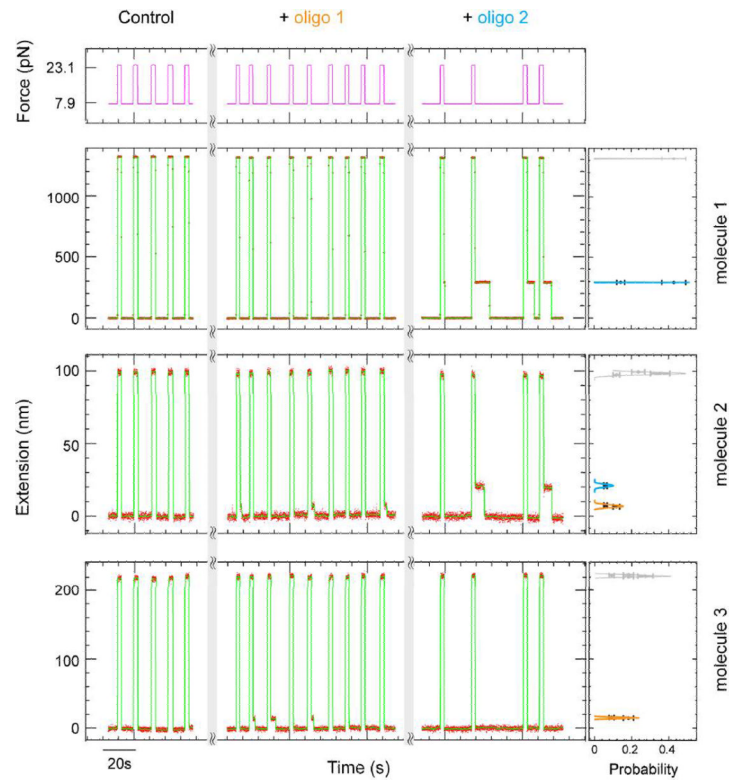 Control + oligo 1 + oligo 2
Force (pN)
23.1
7.9
1000
500
0
molecule 1
Extension (nm)
100
50
0
molecule 2
200
100
0
molecule 3
20s
Time (s)
0 0.2 0.4
Probability